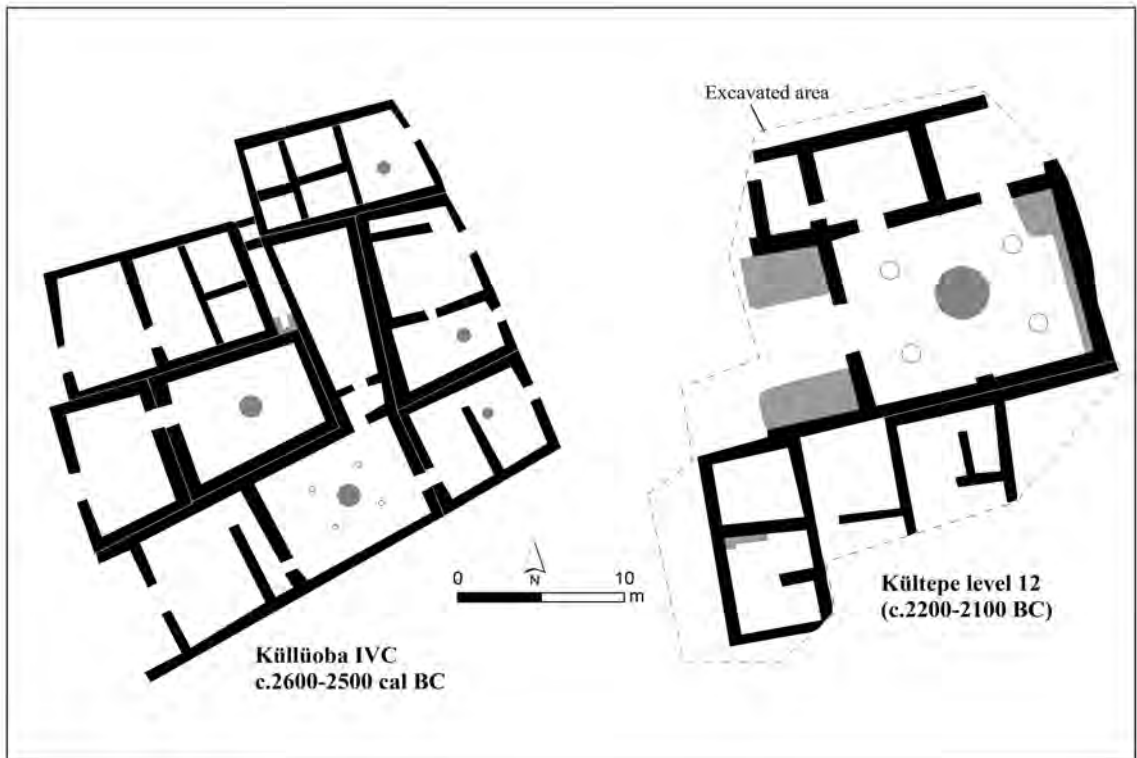 Excavated area
0 10
N m
Küllüoba IVC
c.2600-2500 cal BC
Kültepe level 12
(c.2200-2100 BC)